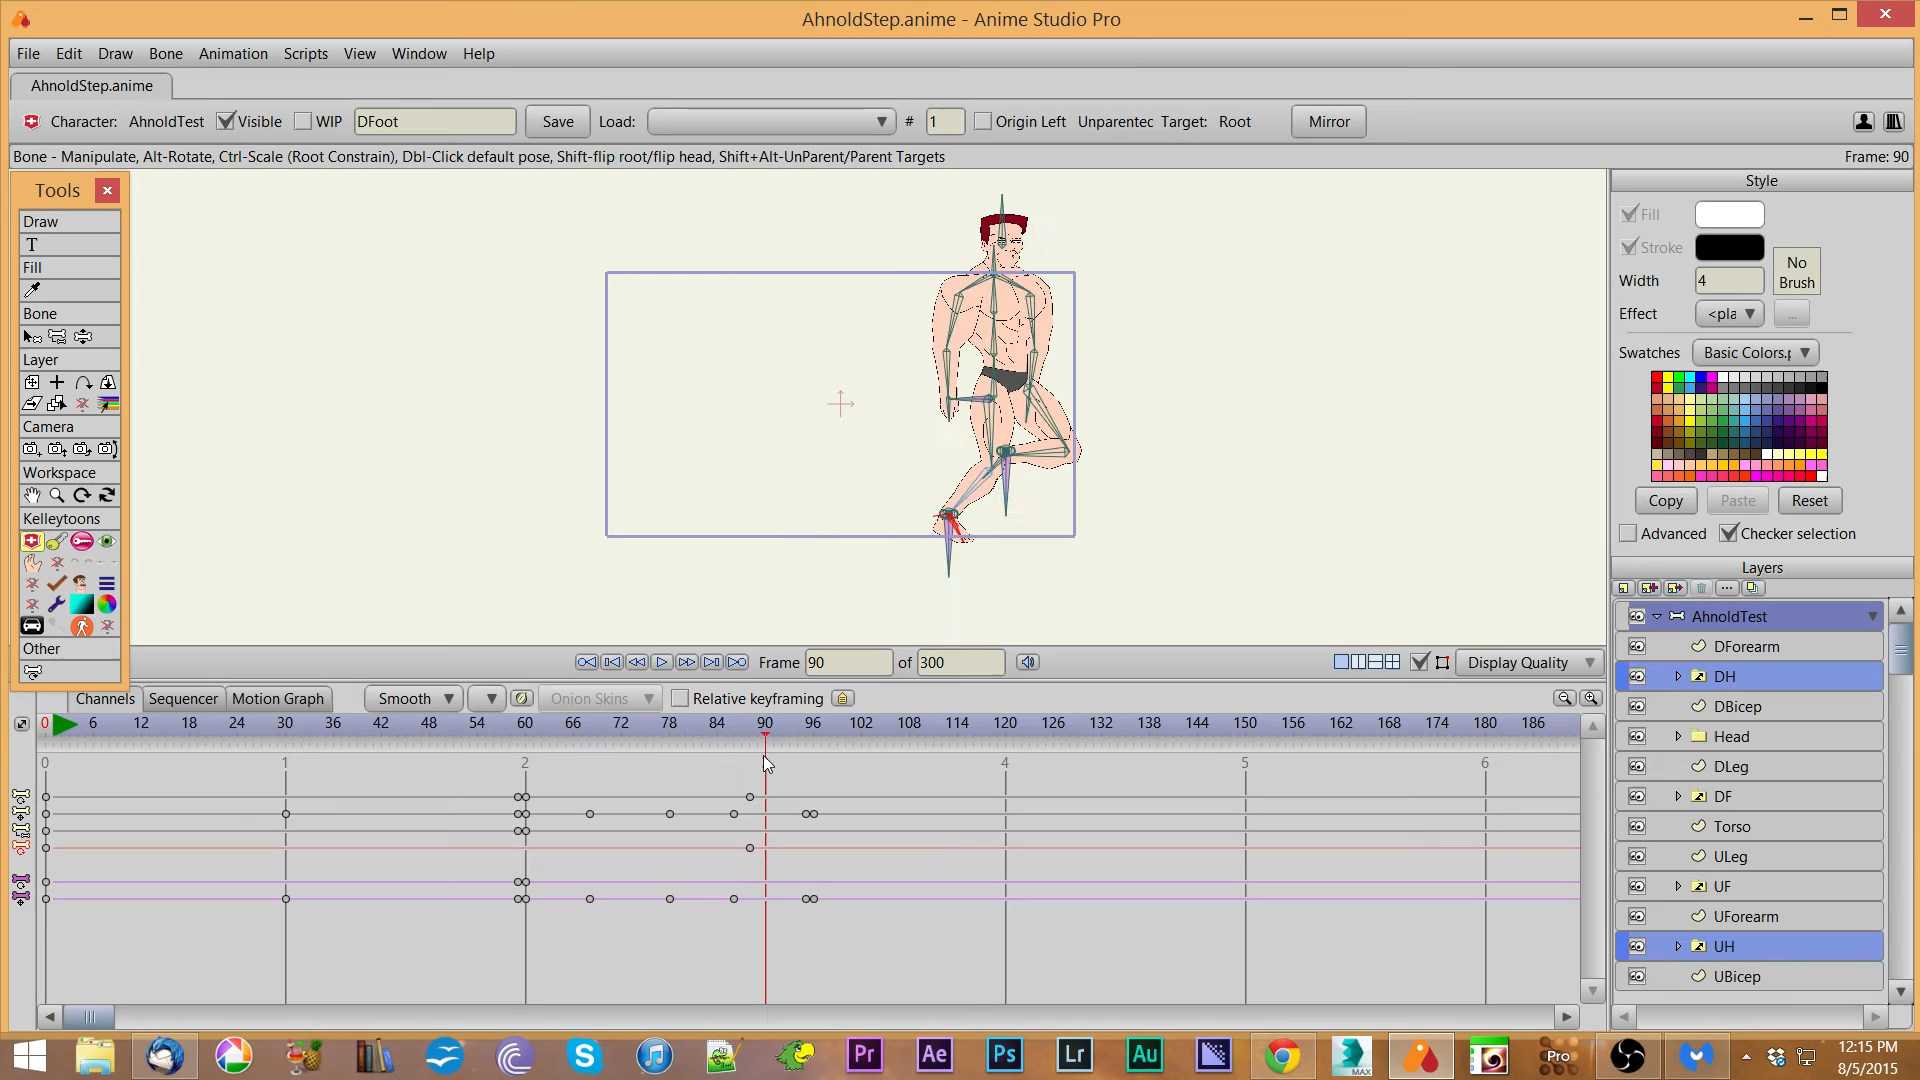 AhnoldStep.anime - Anime Studio Pro
File Edit Draw Bone Animation Scripts View Window Help
AhnoldStep.anime
Character: AhnoldTest Visible WIP DFoot Save Load: # 1 Origin Left Unparentec Target: Root Mirror
Bone - Manipulate, Alt-Rotate, Ctrl-Scale (Root Constrain), Dbl-Click default pose, Shift-flip root/flip head, Shift+Alt-UnParent/Parent Targets Frame: 90
Tools
Draw
T
Fill
Bone
Layer
Camera
Workspace
Kelleytoons
Other
Style
Fill
Stroke
No Brush
Width 4
Effect <pla ...
Swatches Basic Colors.p
Copy Paste Reset
Advanced Checker selection
Layers
AhnoldTest
DForearm
DH
DBicep
Head
DLeg
DF
Torso
ULeg
UF
UForearm
UH
UBicep
Frame 90 of 300 Display Quality
Channels Sequencer Motion Graph Smooth Onion Skins Relative keyframing
0 6 12 18 24 30 36 42 48 54 60 66 72 78 84 90 96 102 108 114 120 126 132 138 144 150 156 162 168 174 180 186
0 1 2 4 5 6
Pr Ae Ps Lr Au MAX Pro
12:15 PM
8/5/2015